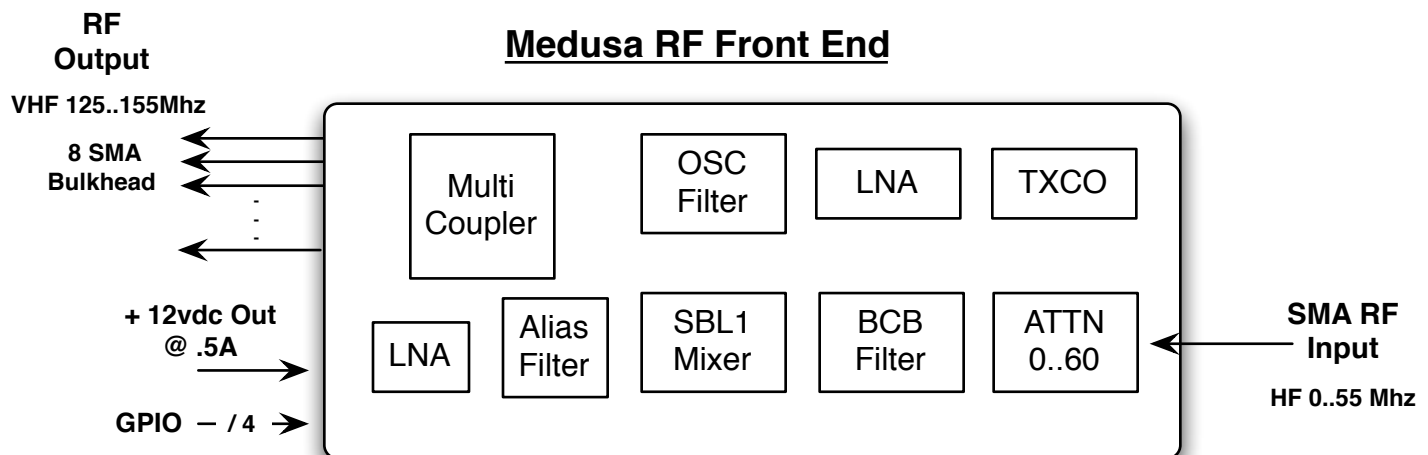 Medusa RF Front End
RF
Output
VHF 125..155Mhz
8 SMA
Bulkhead
-
-
-
+ 12vdc Out
@ .5A
GPIO – / 4
Multi
Coupler
OSC
Filter
LNA
TXCO
LNA
Alias
Filter
SBL1
Mixer
BCB
Filter
ATTN
0..60
SMA RF
Input
HF 0..55 Mhz